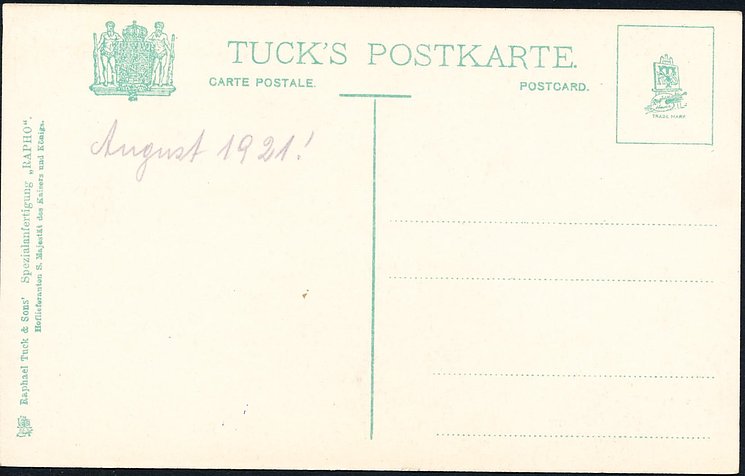 TUCK'S POSTKARTE.
CARTE POSTALE.
POSTCARD.
TRADE MARK
August 1921!
Raphael Tuck & Sons' Spezialanfertigung „RAPHO".
Hoflieferanten S. Majestät des Kaisers und Königs.